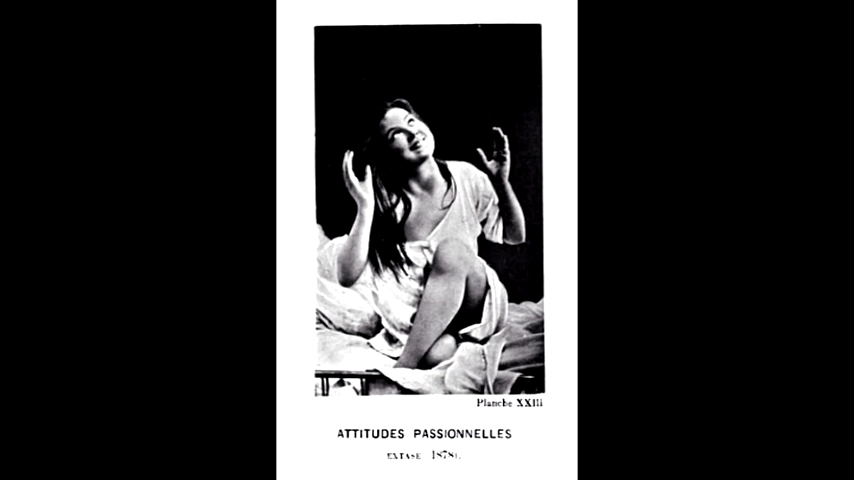 Planche XXIII
ATTITUDES PASSIONNELLES
EXTASE (1878).